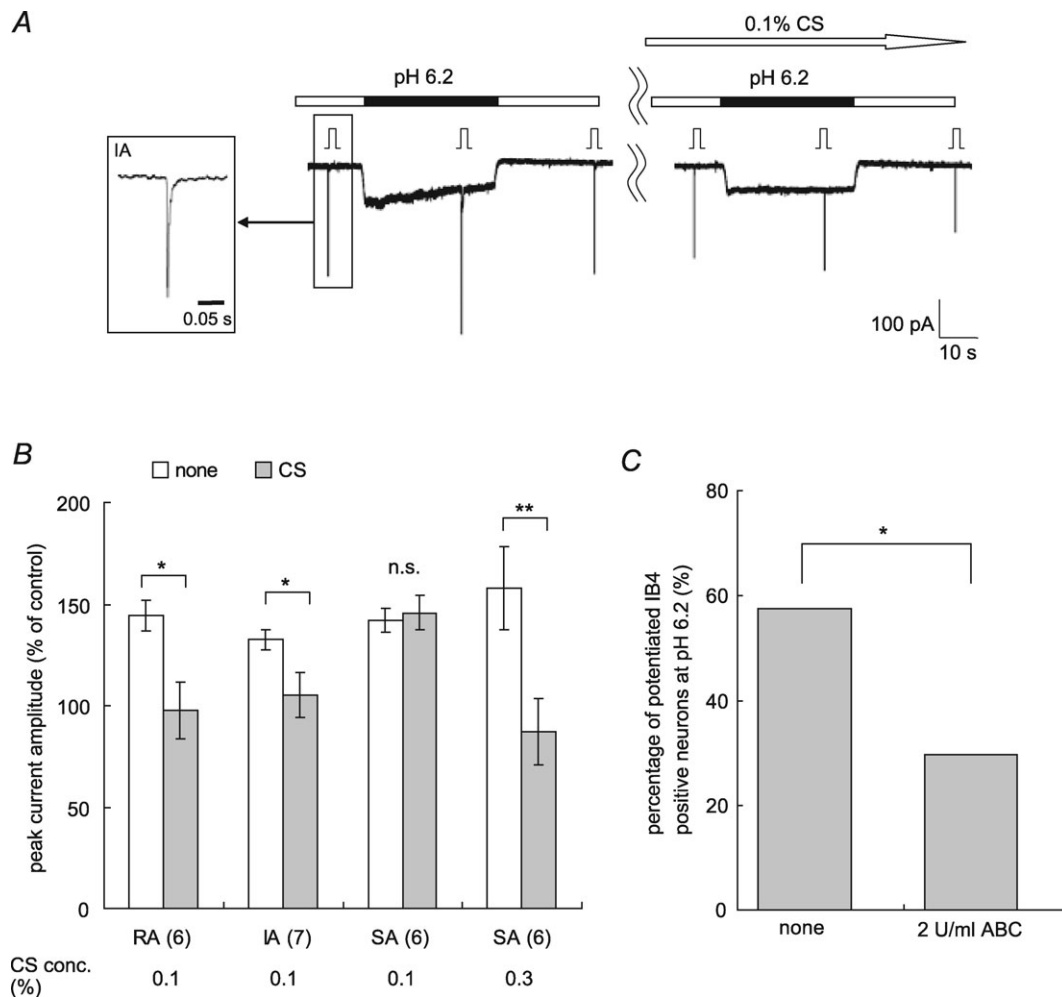 A
0.1% CS
pH 6.2
pH 6.2
IA
0.05 s
100 pA
10 s
B
none
CS
peak current amplitude (% of control)
200
150
100
50
0
*
*
n.s.
**
RA (6)
IA (7)
SA (6)
SA (6)
CS conc.
(%)
0.1
0.1
0.1
0.3
C
percentage of potentiated IB4
positive neurons at pH 6.2 (%)
80
60
40
20
0
*
none
2 U/ml ABC